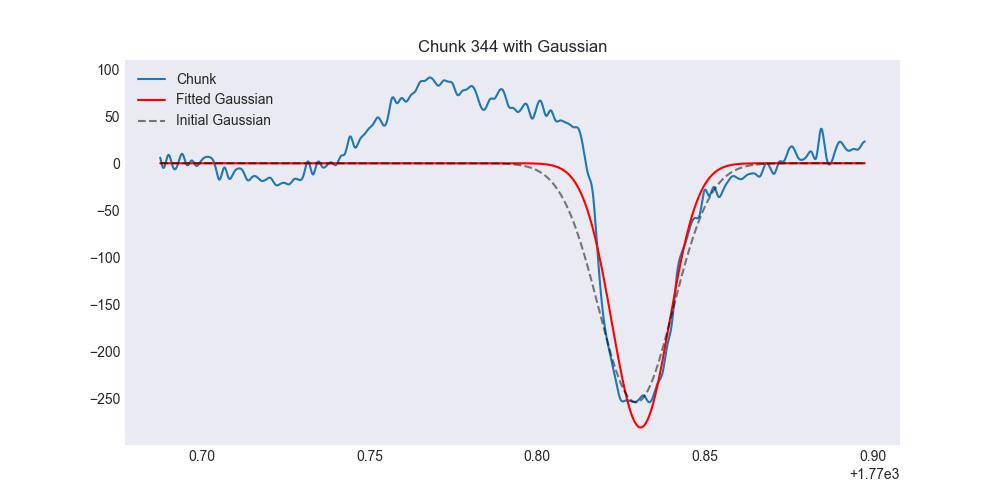 Chunk 344 with Gaussian
100
50
0
−50
−100
−150
−200
−250
Chunk
Fitted Gaussian
Initial Gaussian
0.70 0.75 0.80 0.85 0.90
+1.77e3